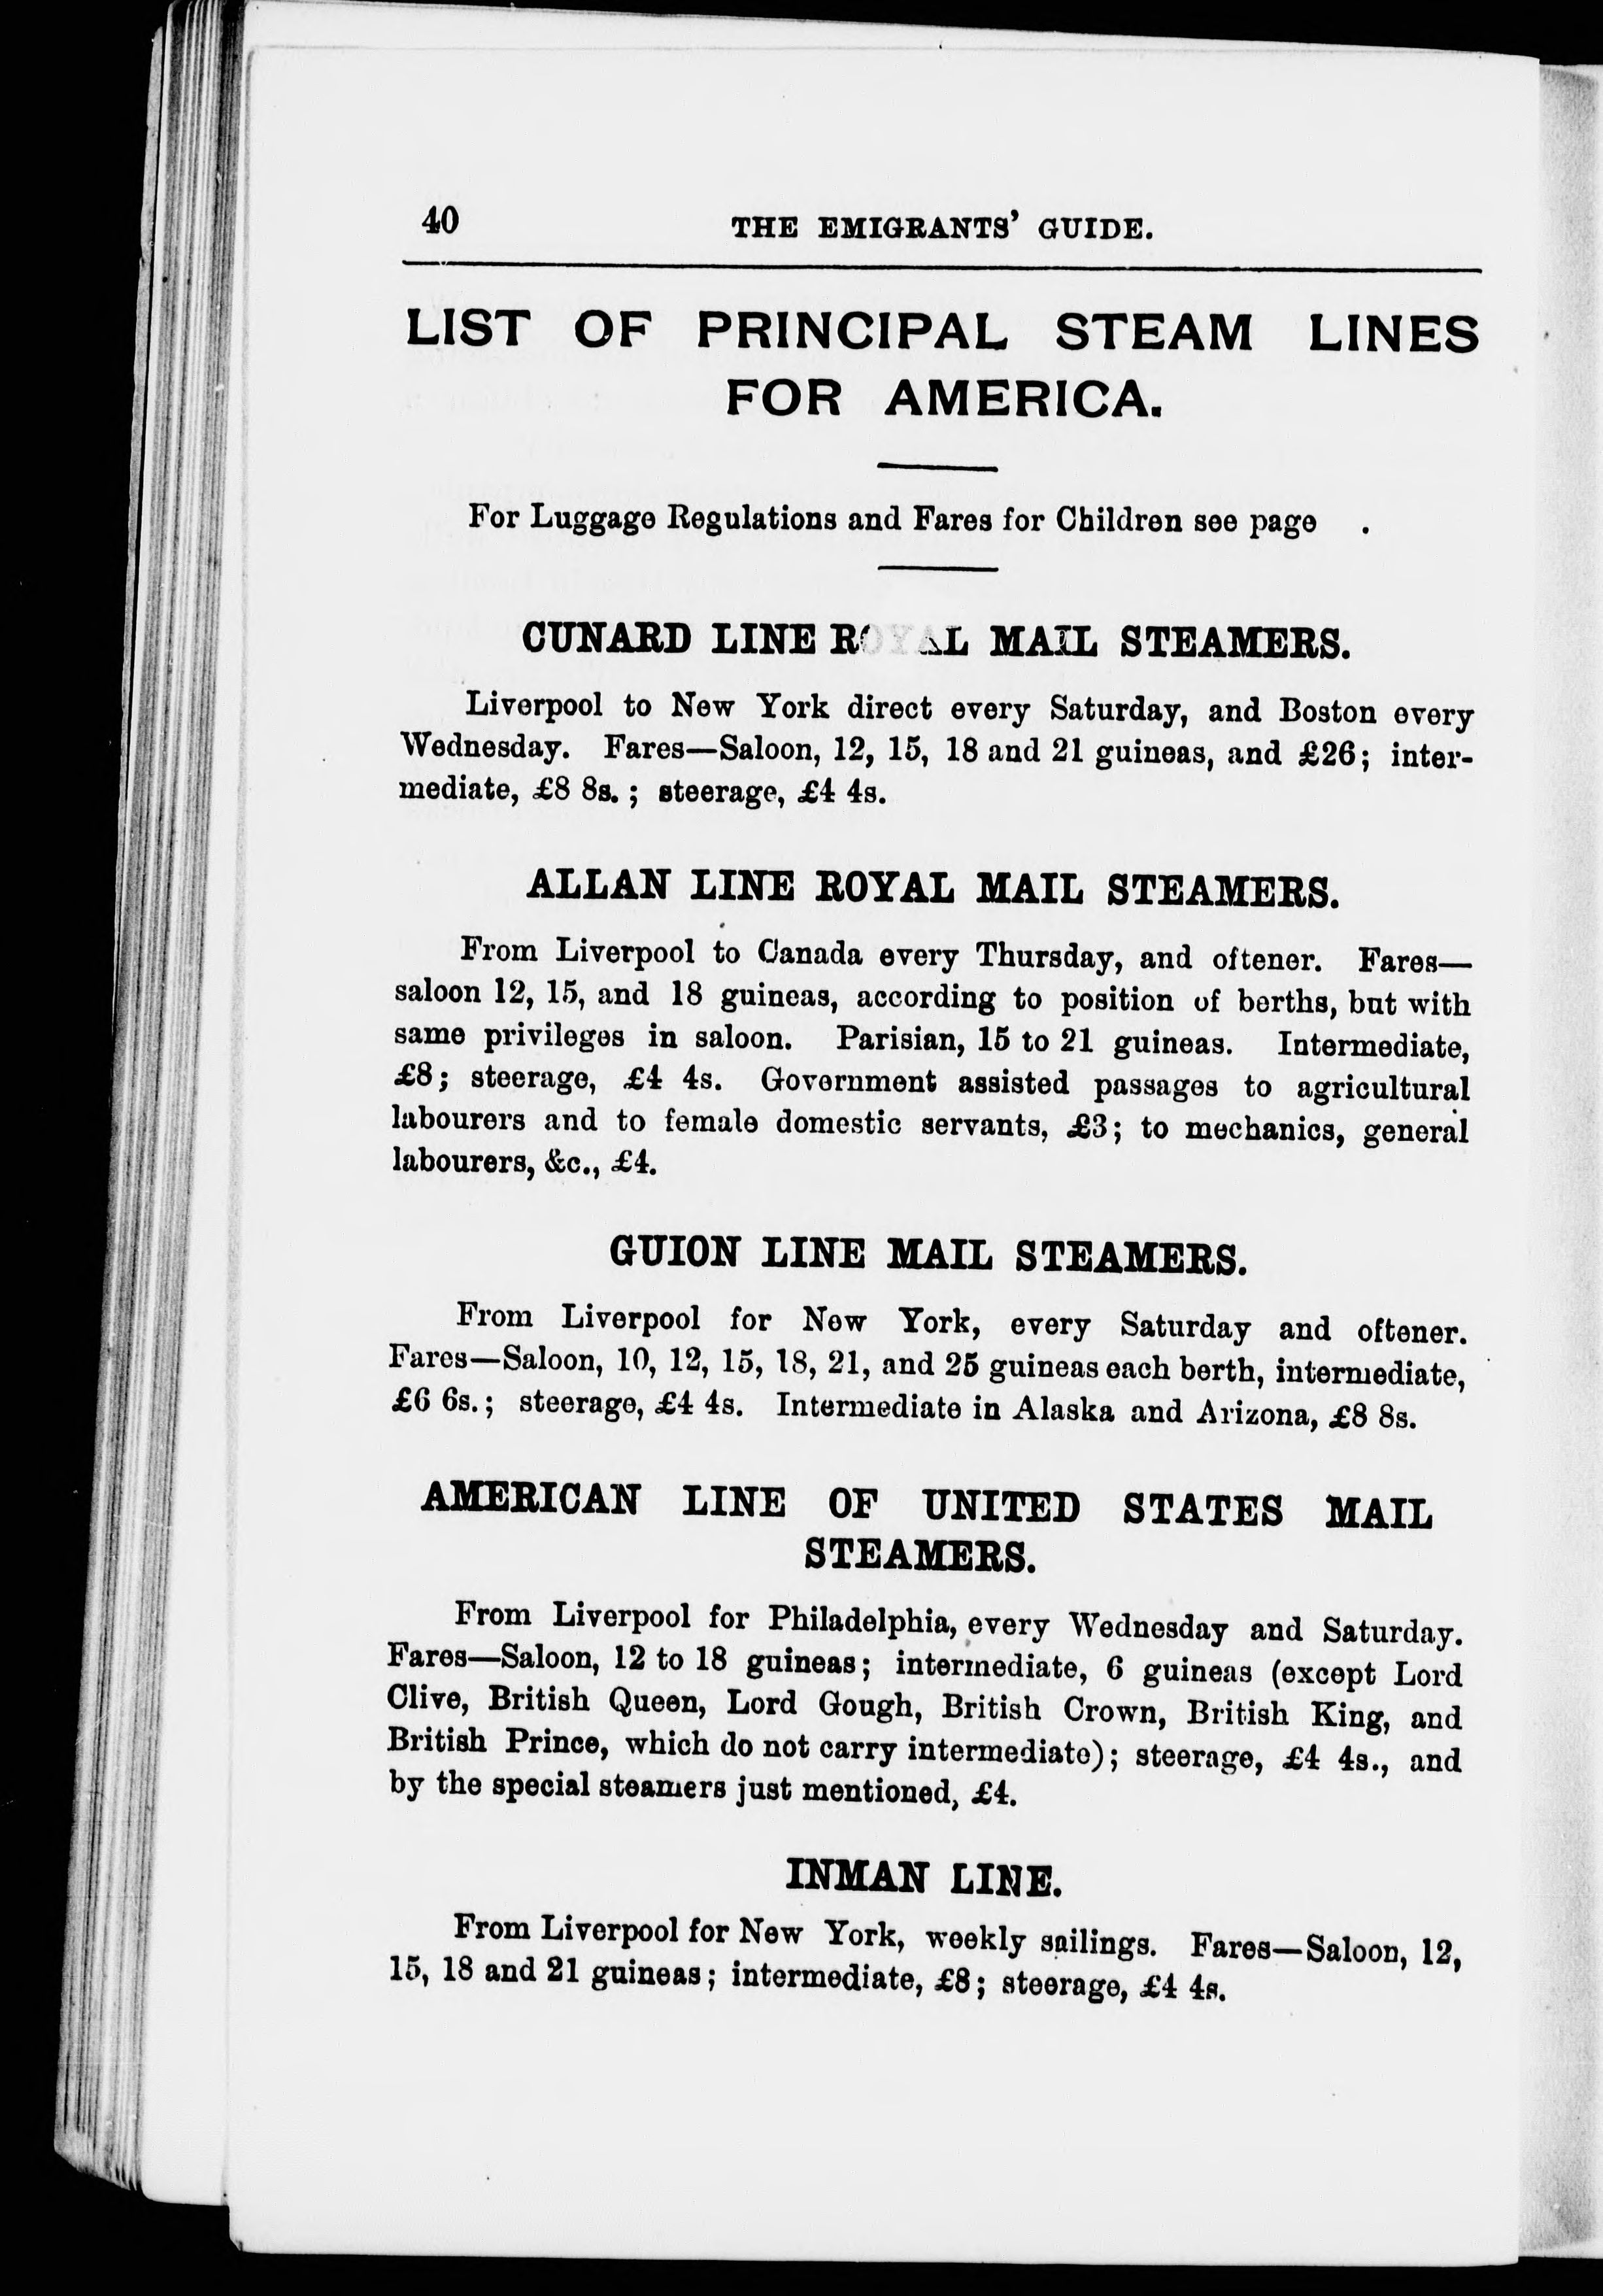 40 THE EMIGRANTS' GUIDE.
LIST OF PRINCIPAL STEAM LINES
FOR AMERICA.
For Luggage Regulations and Fares for Children see page .
CUNARD LINE ROYAL MAIL STEAMERS.
Liverpool to New York direct every Saturday, and Boston every
Wednesday. Fares—Saloon, 12, 15, 18 and 21 guineas, and £26; inter-
mediate, £8 8s.; steerage, £4 4s.
ALLAN LINE ROYAL MAIL STEAMERS.
From Liverpool to Canada every Thursday, and oftener. Fares—
saloon 12, 15, and 18 guineas, according to position of berths, but with
same privileges in saloon. Parisian, 15 to 21 guineas. Intermediate,
£8; steerage, £4 4s. Government assisted passages to agricultural
labourers and to female domestic servants, £3; to mechanics, general
labourers, &c., £4.
GUION LINE MAIL STEAMERS.
From Liverpool for New York, every Saturday and oftener.
Fares—Saloon, 10, 12, 15, 18, 21, and 25 guineas each berth, intermediate,
£6 6s.; steerage, £4 4s. Intermediate in Alaska and Arizona, £8 8s.
AMERICAN LINE OF UNITED STATES MAIL
STEAMERS.
From Liverpool for Philadelphia, every Wednesday and Saturday.
Fares—Saloon, 12 to 18 guineas; intermediate, 6 guineas (except Lord
Clive, British Queen, Lord Gough, British Crown, British King, and
British Prince, which do not carry intermediate); steerage, £4 4s., and
by the special steamers just mentioned, £4.
INMAN LINE.
From Liverpool for New York, weekly sailings. Fares—Saloon, 12,
15, 18 and 21 guineas; intermediate, £8; steerage, £4 4s.